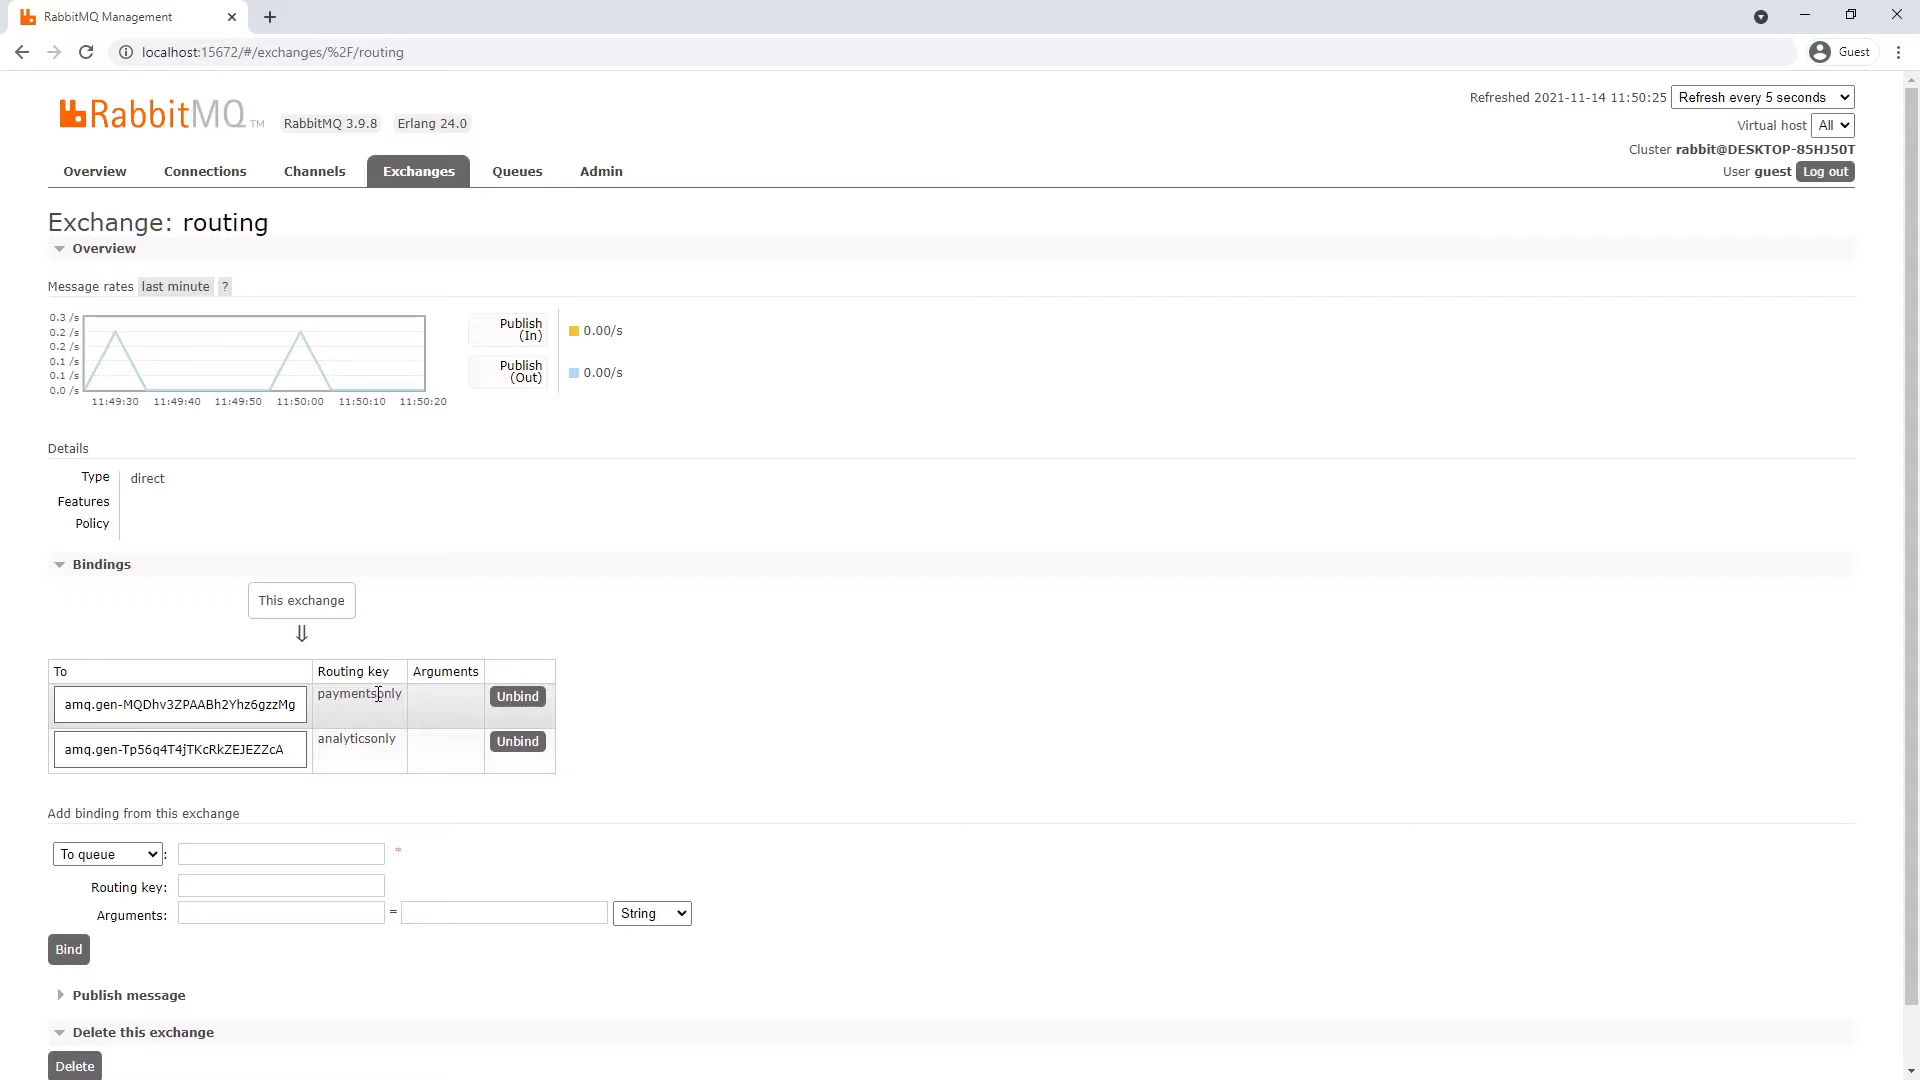 RabbitMQ Management
localhost:15672/#/exchanges/%2F/routing
Guest
RabbitMQ TM
RabbitMQ 3.9.8 Erlang 24.0
Refreshed 2021-11-14 11:50:25 Refresh every 5 seconds
Virtual host All
Cluster rabbit@DESKTOP-85HJ50T
User guest Log out
Overview Connections Channels Exchanges Queues Admin
Exchange: routing
Overview
Message rates last minute ?
0.3 /s
0.2 /s
0.2 /s
0.1 /s
0.1 /s
0.0 /s
11:49:30 11:49:40 11:49:50 11:50:00 11:50:10 11:50:20
Publish (In) 0.00/s
Publish (Out) 0.00/s
Details
Type direct
Features
Policy
Bindings
This exchange
⇓
To Routing key Arguments
amq.gen-MQDhv3ZPAABh2Yhz6gzzMg paymentsonly Unbind
amq.gen-Tp56q4T4jTKcRkZEJEZZcA analyticsonly Unbind
Add binding from this exchange
To queue : *
Routing key:
Arguments: = String
Bind
Publish message
Delete this exchange
Delete